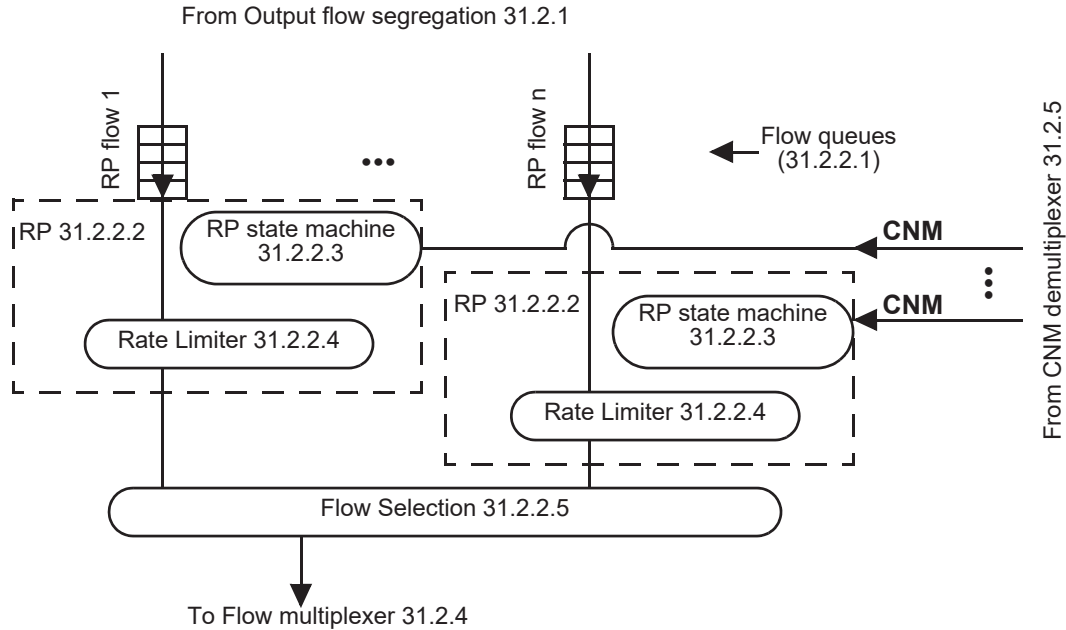 From Output flow segregation 31.2.1
RP flow 1
RP flow n
Flow queues
(31.2.2.1)
From CNM demultiplexer 31.2.5
RP 31.2.2.2
RP state machine
31.2.2.3
CNM
RP 31.2.2.2
RP state machine
31.2.2.3
CNM
Rate Limiter 31.2.2.4
Rate Limiter 31.2.2.4
Flow Selection 31.2.2.5
To Flow multiplexer 31.2.4